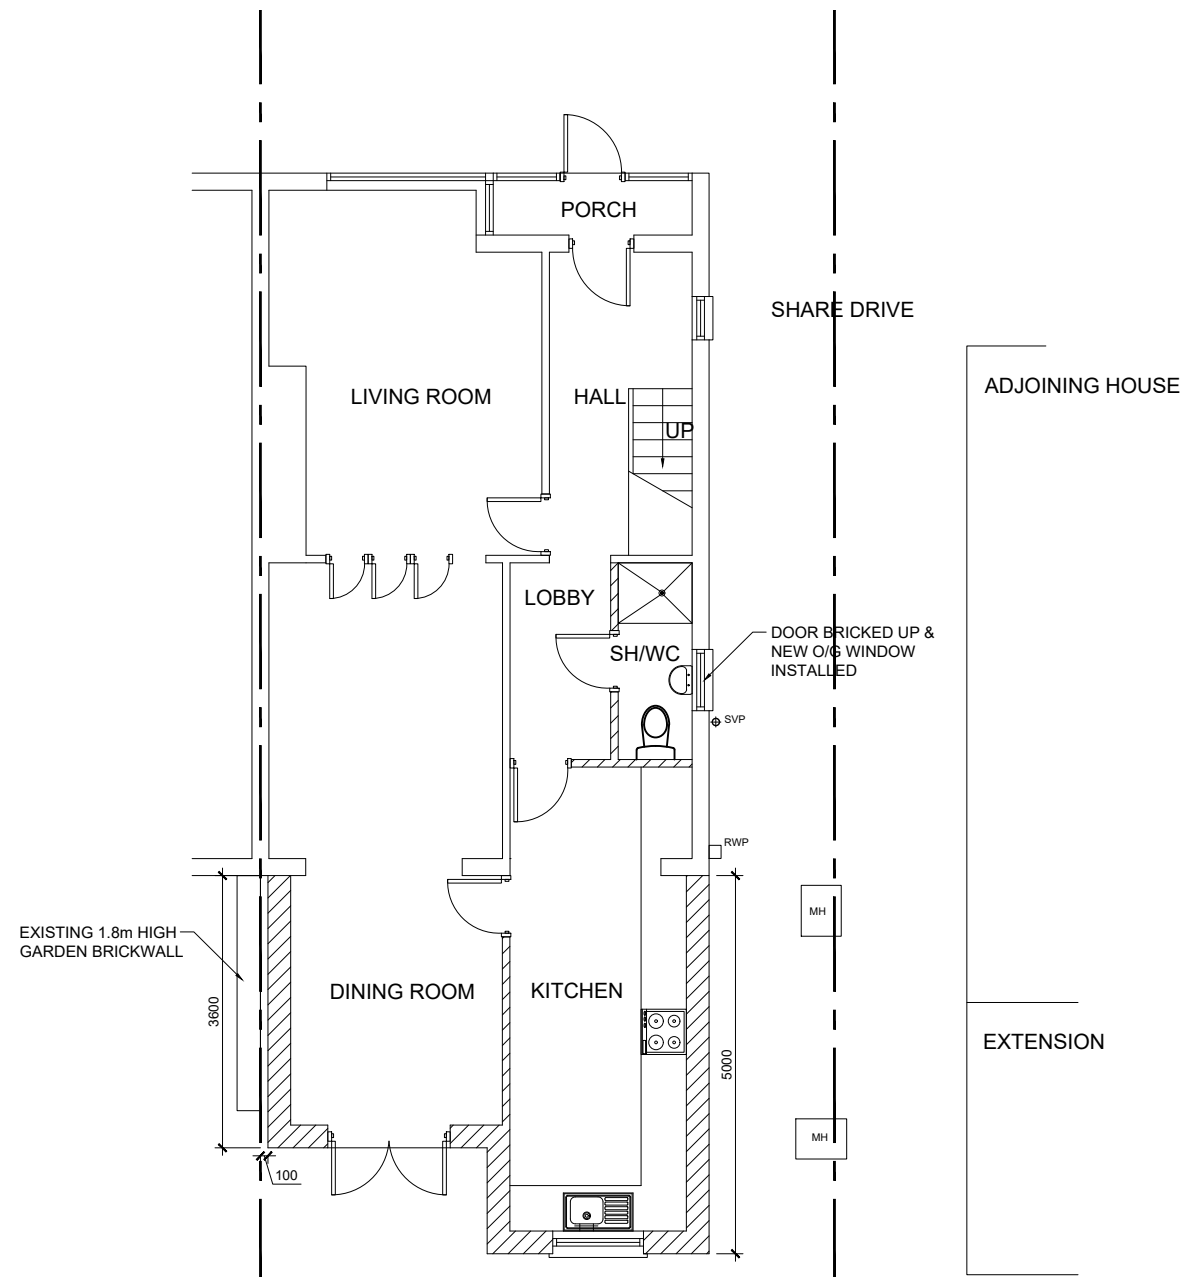 PORCH
SHARE DRIVE
ADJOINING HOUSE
LIVING ROOM
HALL
UP
LOBBY
DOOR BRICKED UP &
NEW O/G WINDOW
INSTALLED
SH/WC
SVP
RWP
MH
EXISTING 1.8m HIGH
GARDEN BRICKWALL
DINING ROOM
KITCHEN
3600
5000
EXTENSION
MH
100